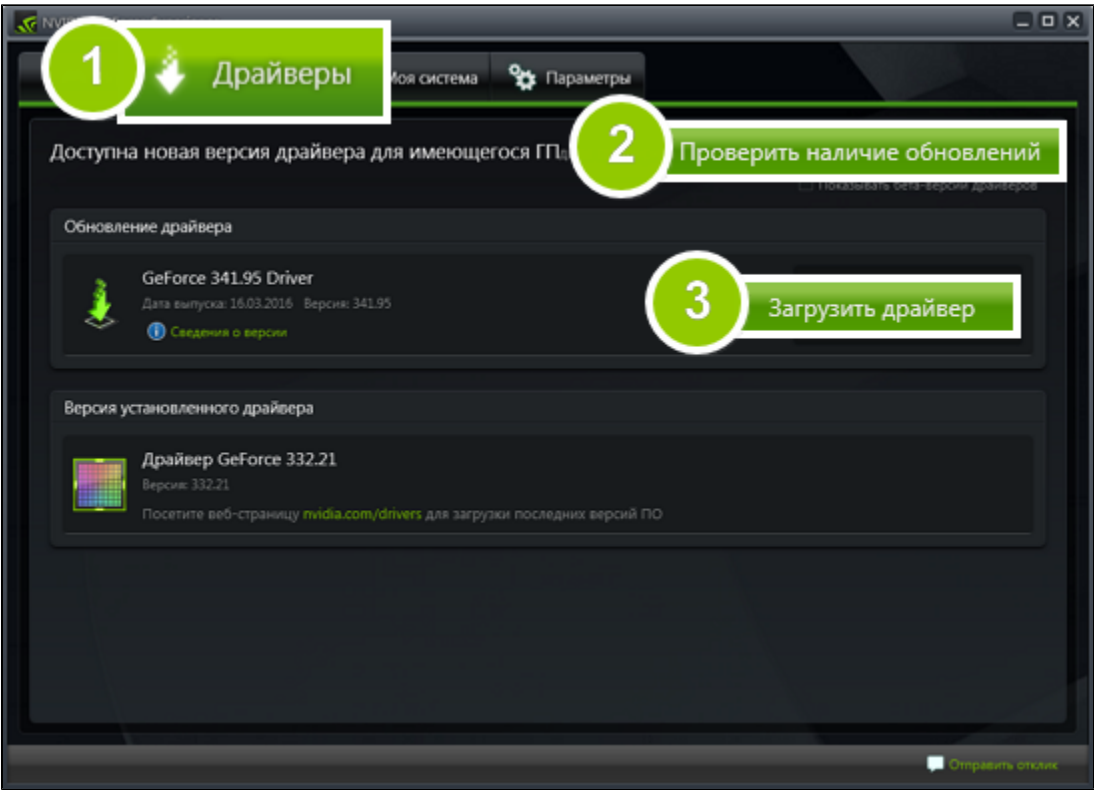 NV
1
Драйверы
Моя система
Параметры
Доступна новая версия драйвера для имеющегося ГП
2
Проверить наличие обновлений
Показывать бета-версии драйверов
Обновление драйвера
GeForce 341.95 Driver
Дата выпуска: 16.03.2016 Версия: 341.95
Сведения о версии
3
Загрузить драйвер
Версия установленного драйвера
Драйвер GeForce 332.21
Версия: 332.21
Посетите веб-страницу nvidia.com/drivers для загрузки последних версий ПО
Отправить отклик